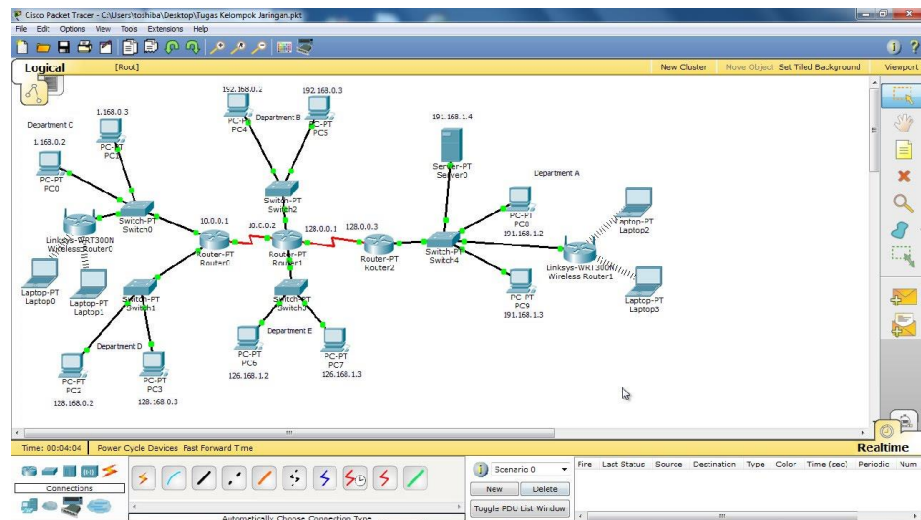 Cisco Packet Tracer - C:\Users\toshiba\Desktop\Tugas Kelompok Jaringan.pkt
File Edit Options View Tools Extensions Help
Logical [Root] New Cluster Move Object Set Tiled Background Viewport
192.168.0.2 192.168.0.3
Department B
PC-PT
PC4
PC-PT
PC5
1.168.0.3
Department C
1.168.0.2
PC-PT
PC1
PC-PT
PC0
191.168.1.4
Server-PT
Server0
Department A
Switch-PT
Switch2
Switch-PT
Switch0
10.0.0.1
10.0.0.2
128.0.0.1
128.0.0.3
Linksys-WRT300N
Wireless Router0
Router-PT
Router0
Router-PT
Router1
Router-PT
Router2
Switch-PT
Switch4
PC-PT
PC8
191.168.1.2
Laptop-PT
Laptop2
Linksys-WRT300N
Wireless Router1
Laptop-PT
Laptop0
Laptop-PT
Laptop1
Switch-PT
Switch1
Switch-PT
PC-PT
PC9
191.168.1.3
Laptop-PT
Laptop3
Department D
Department E
PC-PT
PC2
128.168.0.2
PC-PT
PC3
128.168.0.3
PC-PT
PC6
126.168.1.2
PC-PT
PC7
126.168.1.3
Time: 00:04:04 Power Cycle Devices Fast Forward Time Realtime
Connections
Automatically Choose Connection Type
Scenario 0
New Delete
Toggle PDU List Window
Fire Last Status Source Destination Type Color Time (sec) Periodic Num